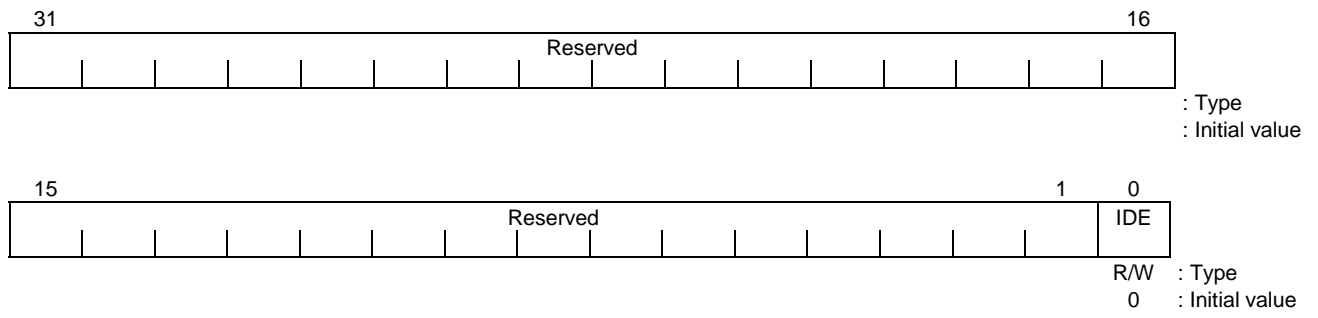 31 16
Reserved
: Type
: Initial value
15 1 0
Reserved IDE
R/W : Type
0 : Initial value